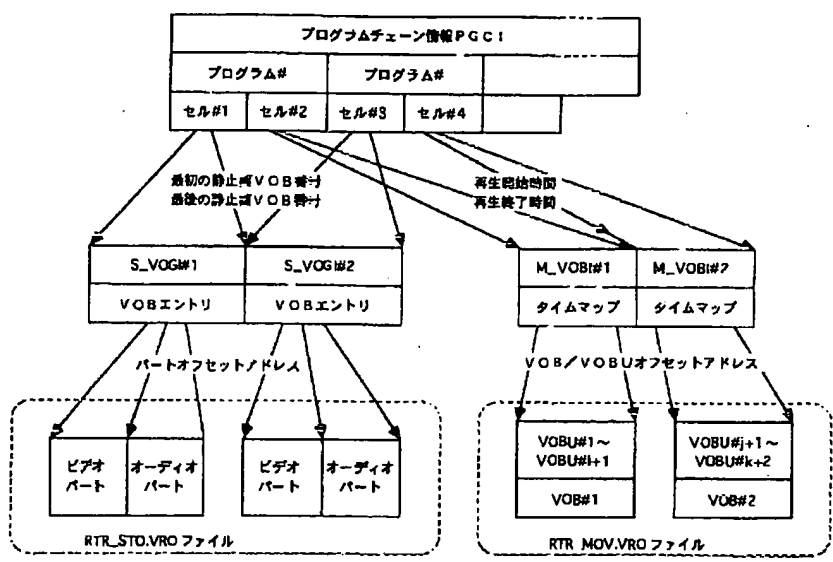 プログラムチェーン情報PGCI
プログラム# プログラム#
セル#1 セル#2 セル#3 セル#4
最初の静止画VOB番号
最後の静止画VOB番号
再生開始時間
再生終了時間
S_VOGI#1 S_VOGI#2
VOBエントリ VOBエントリ
M_VOBI#1 M_VOBI#2
タイムマップ タイムマップ
パートオフセットアドレス
VOB/VOBUオフセットアドレス
ビデオ
パート
オーディオ
パート
ビデオ
パート
オーディオ
パート
VOBU#1~
VOBU#i+1
VOB#1
VOBU#j+1~
VOBU#k+2
VOB#2
RTR_STO.VRO ファイル
RTR_MOV.VRO ファイル